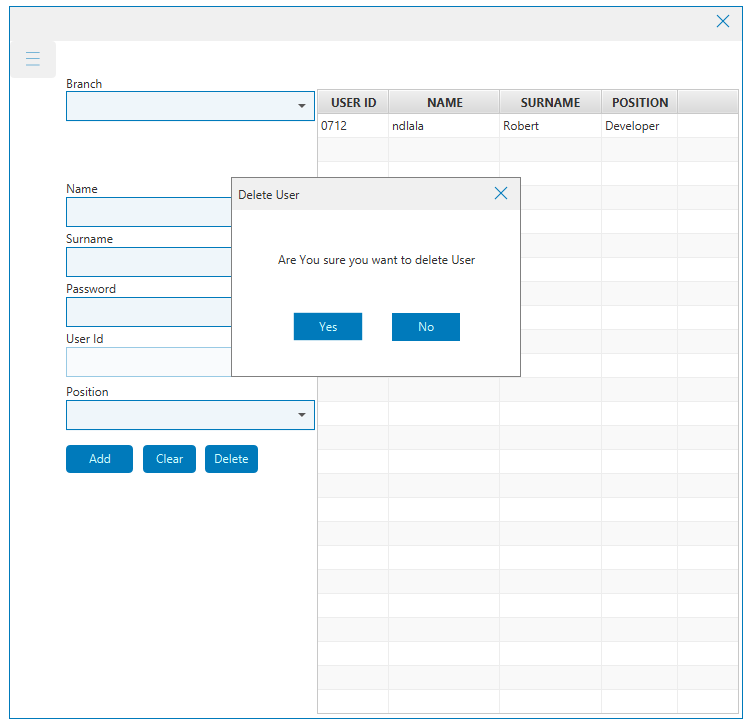 Branch
USER ID NAME SURNAME POSITION
0712 ndlala Robert Developer
Name
Surname
Password
User Id
Position
Add Clear Delete
Delete User
Are You sure you want to delete User
Yes No